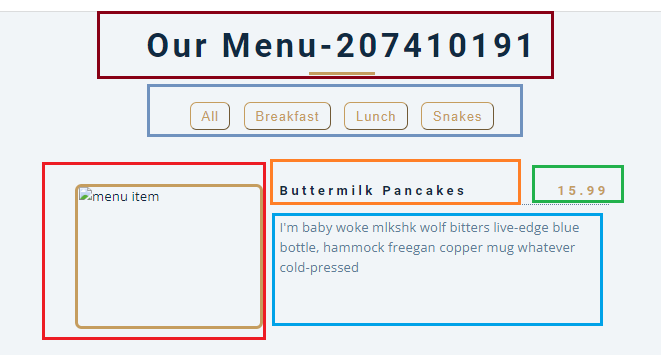 Our Menu-207410191
All Breakfast Lunch Snakes
menu item
Buttermilk Pancakes 15.99
I'm baby woke mlkshk wolf bitters live-edge blue
bottle, hammock freegan copper mug whatever
cold-pressed